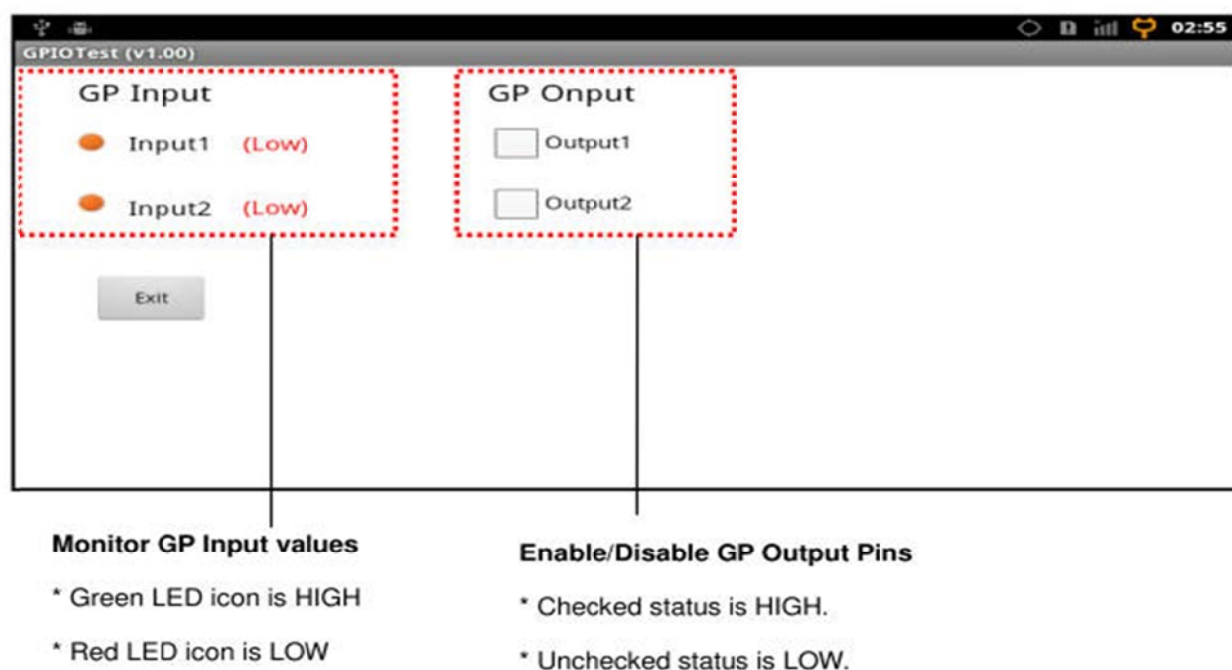 02:55
GPIOTest (v1.00)
GP Input
Input1 (Low)
Input2 (Low)
GP Onput
Output1
Output2
Exit
Monitor GP Input values
* Green LED icon is HIGH
* Red LED icon is LOW
Enable/Disable GP Output Pins
* Checked status is HIGH.
* Unchecked status is LOW.